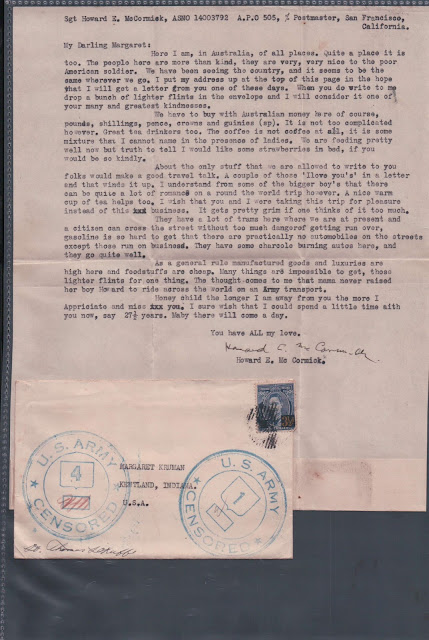 Sgt Howard E. McCormick, ASNO 14003792 A.P.O 505, % Postmaster, San Francisco,
California.
My Darling Margaret:
Here I am, in Australia, of all places. Quite a place it
too. The people here are more than kind, they are very, very nice to the poor
American soldier. We have been seeing the country, and it seems to be the
same wherever we go. I put my address up at the top of this page in the hope
that I will get a letter from you one of these days. When you do write to me
drop a bunch of lighter flints in the envelope and I will consider it one of
your many and greatest kindnesses.
We have to buy with Australian money here of course,
pounds, shillings, pence, crowns and guinies (sp). It is not too complicated
however. Great tea drinkers too. The coffee is not coffee at all, it is some
mixture that I cannot name in the presence of ladies. We are feeding pretty
well now but truth to tell I would like some strawberries in bed, if you
would be so kindly.
About the only stuff that we are allowed to write to you
folks would make a good travel talk. A couple of those 'Ilove you's' in a letter
and that winds it up. I understand from some of the bigger boy's that there
can be quite a lot of romance on a round the world trip however. A nice warm
cup of tea helps too. I wish that you and I were taking this trip for pleasure
instead of this xxx business. It gets pretty grim if one thinks of it too much.
They have a lot of trams here where we are at present and
a citizen can cross the street without too much dangerof getting run over,
gasoline is so hard to get that there are practically no automobiles on the streets
except those run on business. They have some charcole burning autos here, and
they go quite well.
As a general rule manufactured goods and luxuries are
high here and foodstuffs are cheap. Many things are impossible to get, those
lighter flints for one thing. The thought comes to me that mama never raised
her boy Howard to ride across the world on an Army transport.
Honey child the longer I am away from you the more I
Appriciate and miss xxx you. I sure wish that I could spend a little time aith
you now, say 27½ years. Maby there will come a day.
You have ALL my love.
Howard E. McCormick
Howard E. Mc Cormick.
U.S. ARMY
4
CENSORED
MARGARET KRUMAN
KENTLAND, INDIANA.
U.S.A.
U.S. ARMY
1
CENSORED